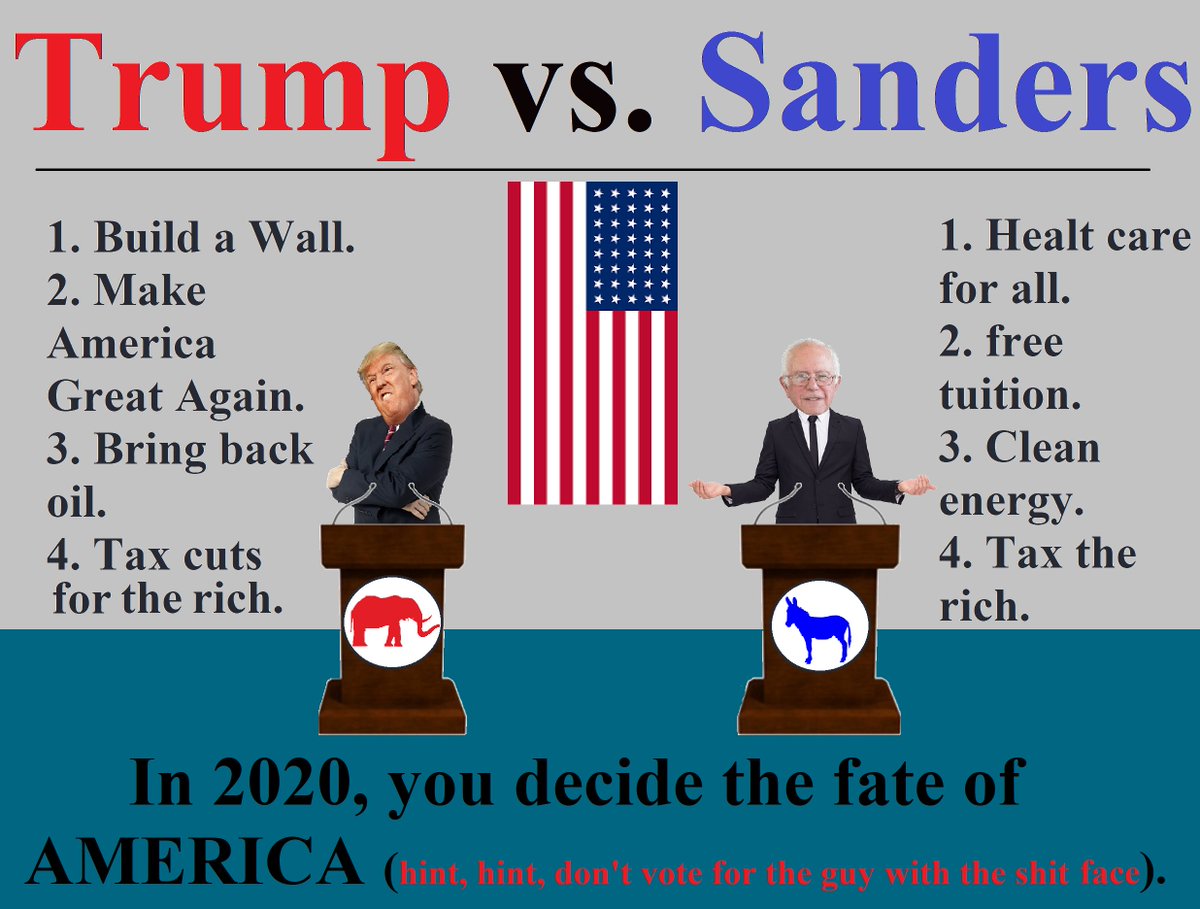 Trump vs. Sanders
1. Build a Wall.
2. Make
America
Great Again.
3. Bring back
oil.
4. Tax cuts
for the rich.
1. Healt care
for all.
2. free
tuition.
3. Clean
energy.
4. Tax the
rich.
In 2020, you decide the fate of
AMERICA (hint, hint, don't vote for the guy with the shit face).